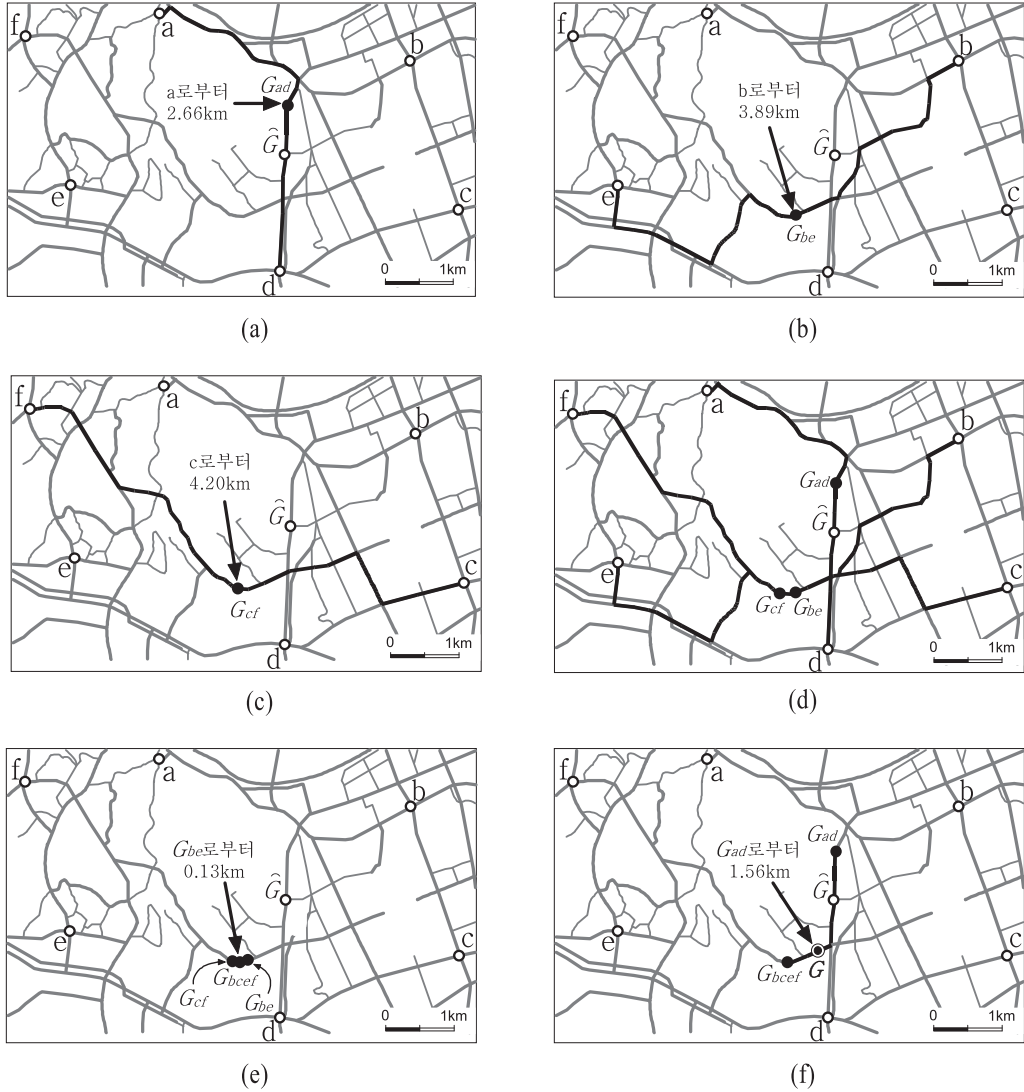 f
a
b
Gad
a로부터
2.66km
Ĝ
e
c
d
0 1km
(a)
f
a
b
b로부터
3.89km
Ĝ
e
c
Gbe
d
0 1km
(b)
f
a
b
c로부터
4.20km
Ĝ
e
c
Gcf
d
0 1km
(c)
f
a
b
Gad
Ĝ
e
c
Gcf Gbe
d
0 1km
(d)
f
a
b
Gbe로부터
0.13km
Ĝ
e
c
Gbcef
Gcf
Gbe
d
0 1km
(e)
f
a
b
Gad
Gad로부터
1.56km
Ĝ
e
c
Gbcef G
d
0 1km
(f)